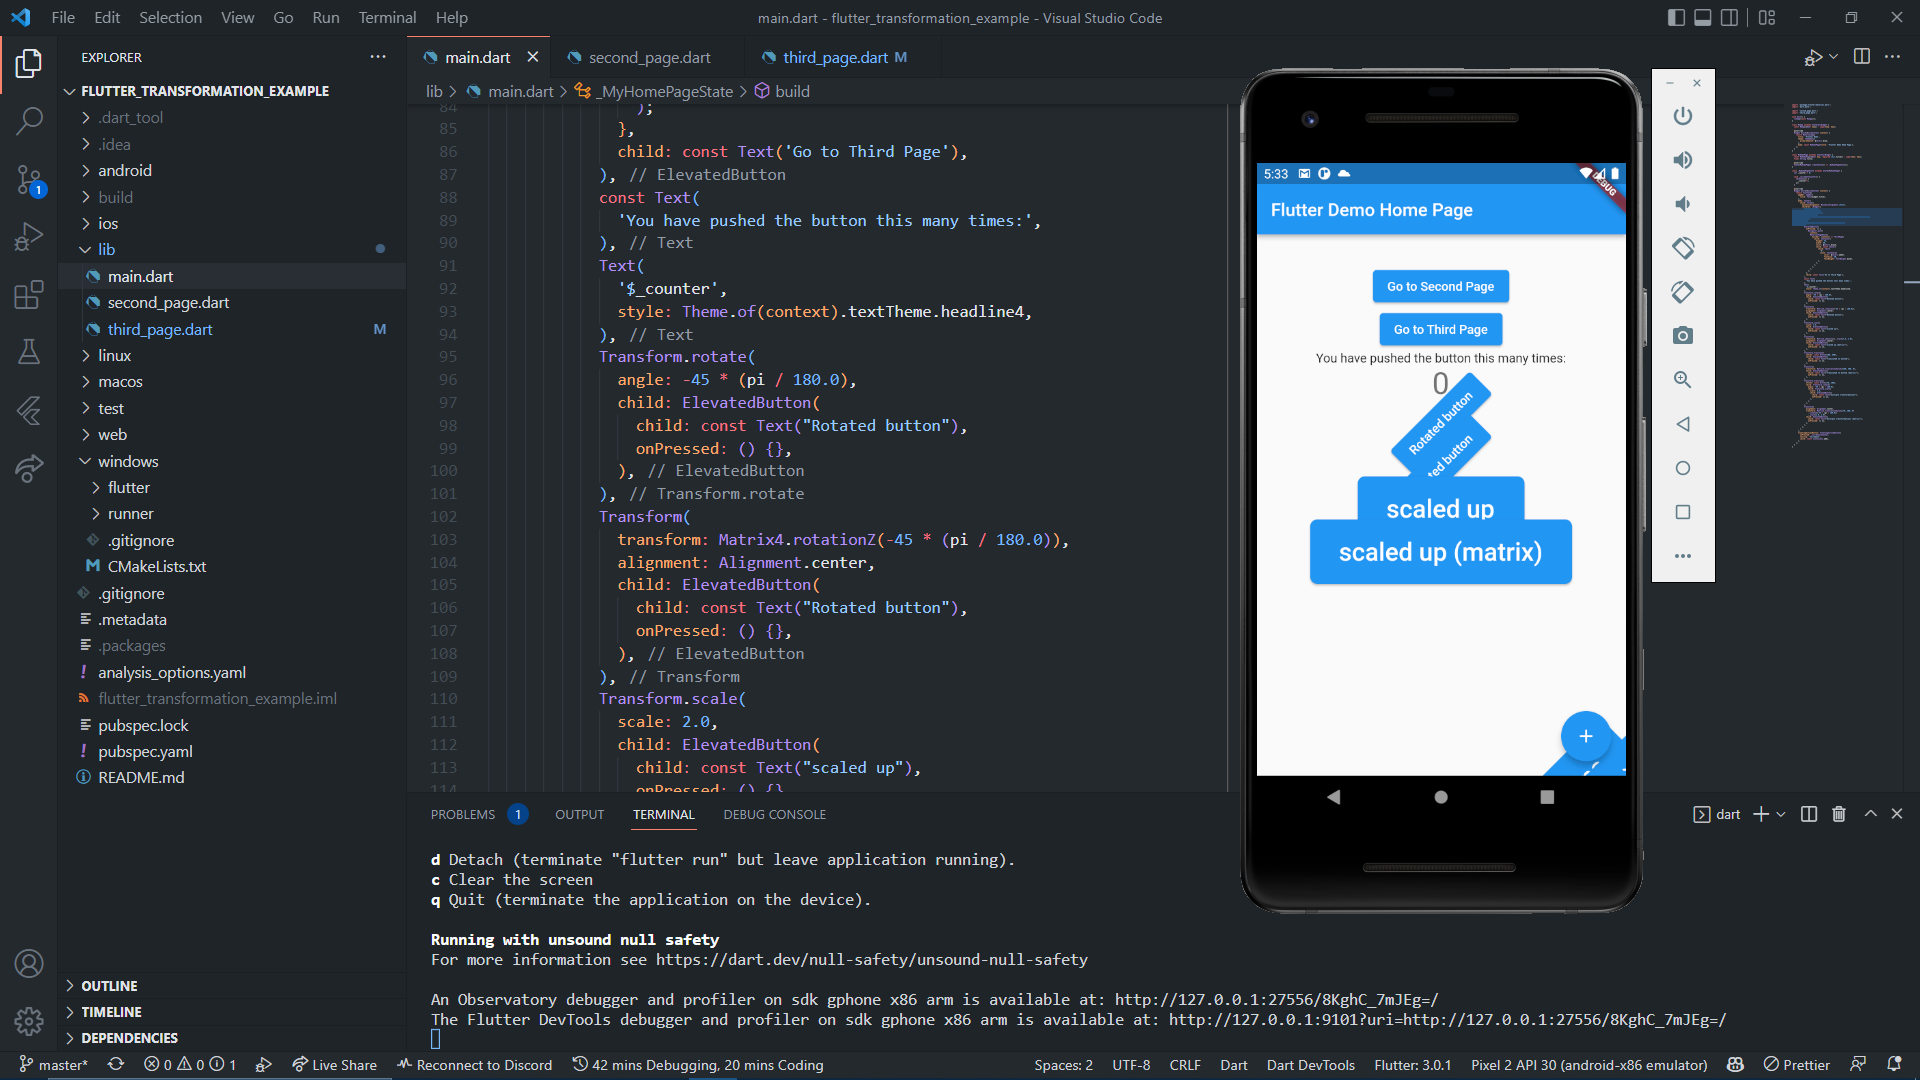 File Edit Selection View Go Run Terminal Help
main.dart - flutter_transformation_example - Visual Studio Code
EXPLORER
FLUTTER_TRANSFORMATION_EXAMPLE
.dart_tool
.idea
android
build
ios
lib
main.dart
second_page.dart
third_page.dart M
linux
macos
test
web
windows
flutter
runner
.gitignore
CMakeLists.txt
.gitignore
.metadata
.packages
analysis_options.yaml
flutter_transformation_example.iml
pubspec.lock
pubspec.yaml
README.md
OUTLINE
TIMELINE
DEPENDENCIES
1
main.dart second_page.dart third_page.dart M
lib > main.dart > _MyHomePageState > build
84 );
85 },
86 child: const Text('Go to Third Page'),
87 ), // ElevatedButton
88 const Text(
89 'You have pushed the button this many times:',
90 ), // Text
91 Text(
92 '$_counter',
93 style: Theme.of(context).textTheme.headline4,
94 ), // Text
95 Transform.rotate(
96 angle: -45 * (pi / 180.0),
97 child: ElevatedButton(
98 child: const Text("Rotated button"),
99 onPressed: () {},
100 ), // ElevatedButton
101 ), // Transform.rotate
102 Transform(
103 transform: Matrix4.rotationZ(-45 * (pi / 180.0)),
104 alignment: Alignment.center,
105 child: ElevatedButton(
106 child: const Text("Rotated button"),
107 onPressed: () {},
108 ), // ElevatedButton
109 ), // Transform
110 Transform.scale(
111 scale: 2.0,
112 child: ElevatedButton(
113 child: const Text("scaled up"),
114 onPressed: () {}
5:33
DEBUG
Flutter Demo Home Page
Go to Second Page
Go to Third Page
You have pushed the button this many times:
0
Rotated button
ted button
scaled up
scaled up (matrix)
PROBLEMS 1 OUTPUT TERMINAL DEBUG CONSOLE
dart
d Detach (terminate "flutter run" but leave application running).
c Clear the screen
q Quit (terminate the application on the device).
Running with unsound null safety
For more information see https://dart.dev/null-safety/unsound-null-safety
An Observatory debugger and profiler on sdk gphone x86 arm is available at: http://127.0.0.1:27556/8KghC_7mJEg=/
The Flutter DevTools debugger and profiler on sdk gphone x86 arm is available at: http://127.0.0.1:9101?uri=http://127.0.0.1:27556/8KghC_7mJEg=/
master* 0 0 1 Live Share Reconnect to Discord 42 mins Debugging, 20 mins Coding Spaces: 2 UTF-8 CRLF Dart Dart DevTools Flutter: 3.0.1 Pixel 2 API 30 (android-x86 emulator) Prettier